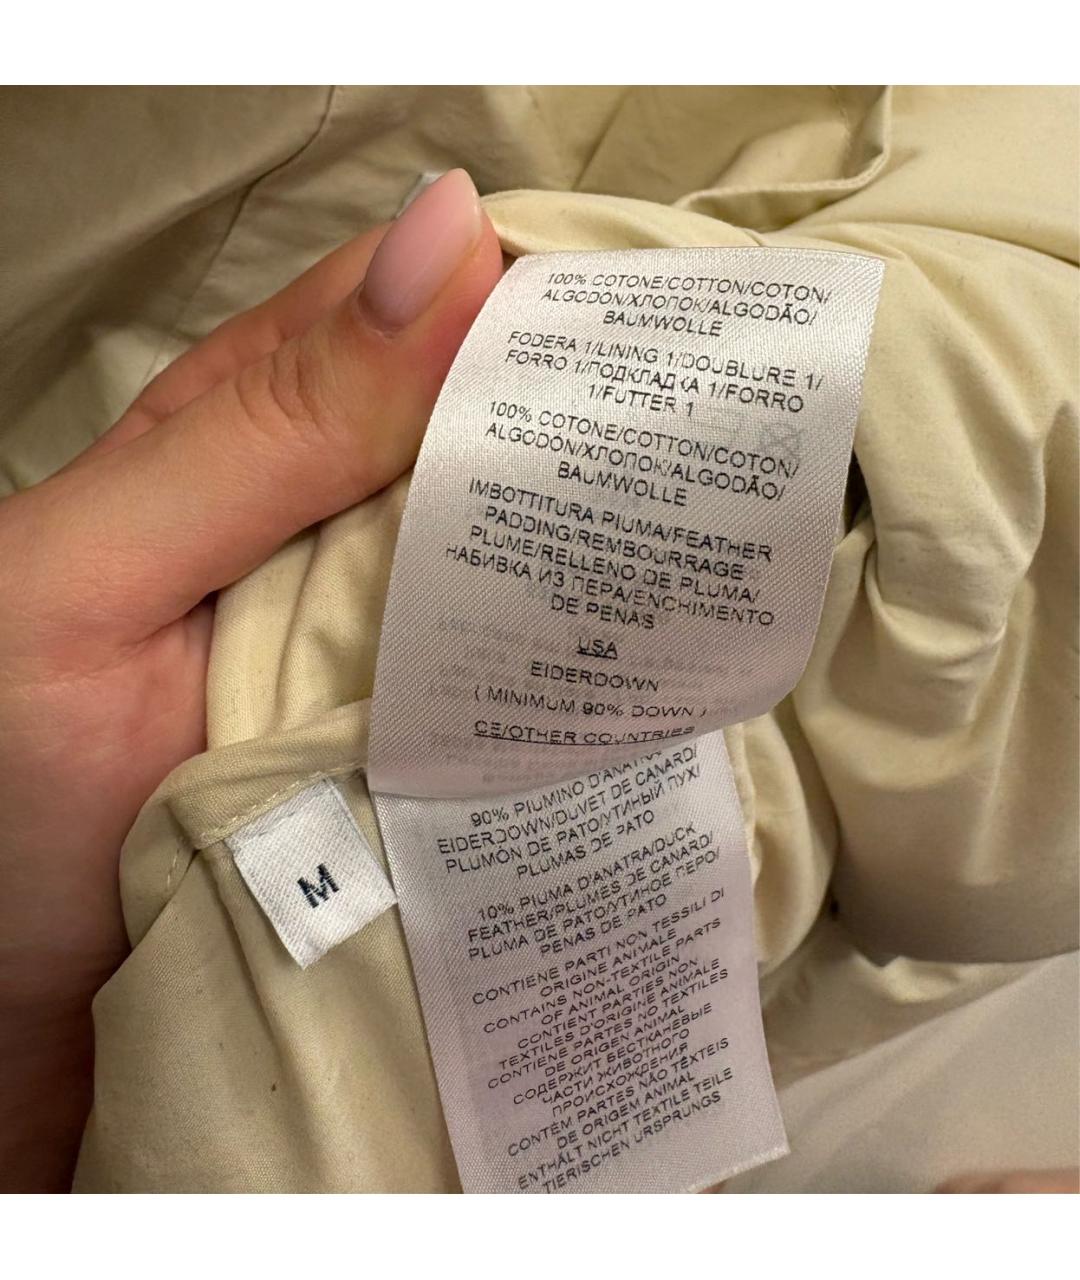 100% COTONE/COTTON/COTON/
ALGODÓN/ХЛОПОК/ALGODÃO/
BAUMWOLLE
FODERA 1/LINING 1/DOUBLURE 1/
FORRO 1/ПОДКЛАДКА 1/FORRO
1/FUTTER 1
100% COTONE/COTTON/COTON/
ALGODÓN/ХЛОПОК/ALGODÃO/
BAUMWOLLE
IMBOTTITURA PIUMA/FEATHER
PADDING/REMBOURRAGE
PLUME/RELLENO DE PLUMA/
НАБИВКА ИЗ ПЕРА/ENCHIMENTO
DE PENAS
USA
EIDERDOWN
( MINIMUM 90% DOWN )
CE/OTHER COUNTRIES
90% PIUMINO D'ANATRA/
EIDERDOWN/DUVET DE CANARD/
PLUMÓN DE PATO/УТИНЫЙ ПУХ/
PLUMAS DE PATO
10% PIUMA D'ANATRA/DUCK
FEATHER/PLUMES DE CANARD/
PLUMA DE PATO/УТИНОЕ ПЕРО/
PENAS DE PATO
CONTIENE PARTI NON TESSILI DI
ORIGINE ANIMALE
CONTAINS NON-TEXTILE PARTS
OF ANIMAL ORIGIN
CONTIENT PARTIES NON
TEXTILES D'ORIGINE ANIMALE
CONTIENE PARTES NO TEXTILES
DE ORIGEN ANIMAL
СОДЕРЖИТ БЕСТКАНЕВЫЕ
ЧАСТИ ЖИВОТНОГО
ПРОИСХОЖДЕНИЯ
CONTÉM PARTES NÃO TÊXTEIS
DE ORIGEM ANIMAL
ENTHÄLT NICHT TEXTILE TEILE
TIERISCHEN URSPRUNGS
M